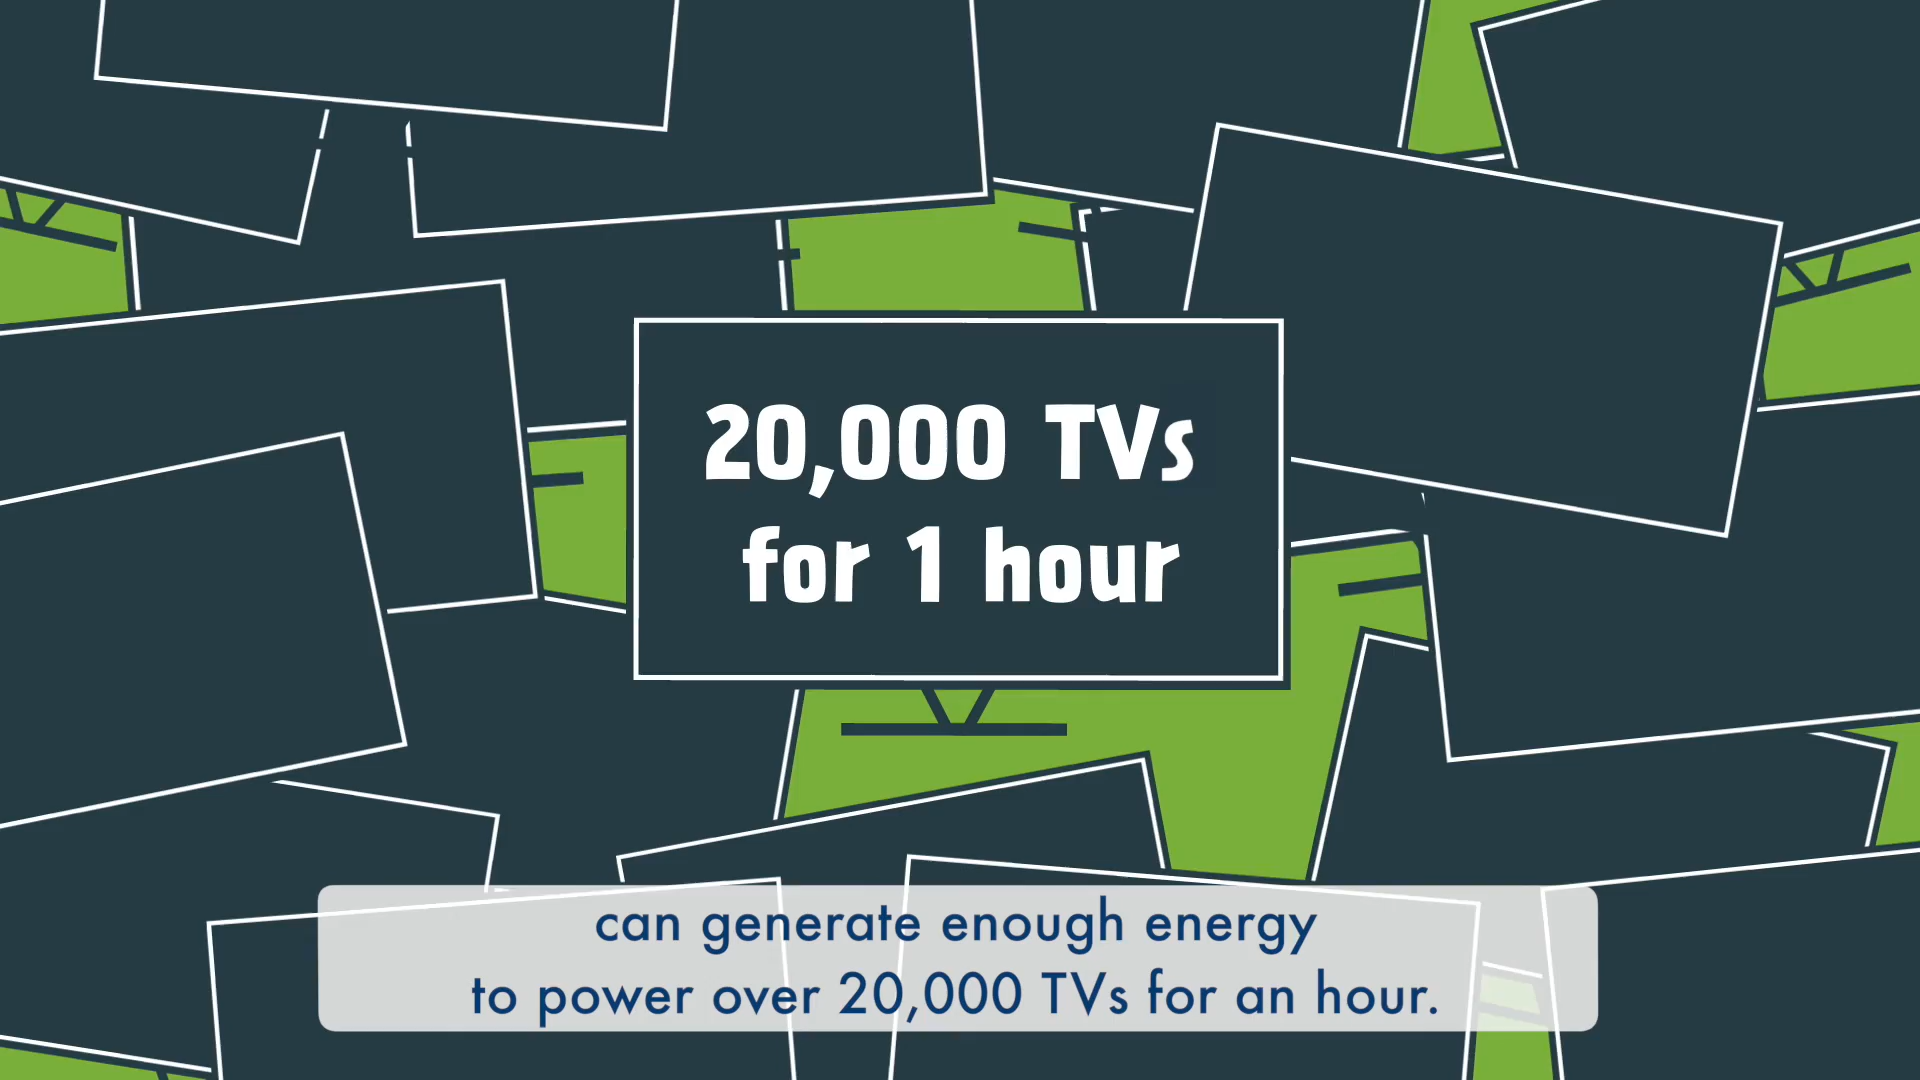 20,000 TVs
for 1 hour
can generate enough energy
to power over 20,000 TVs for an hour.